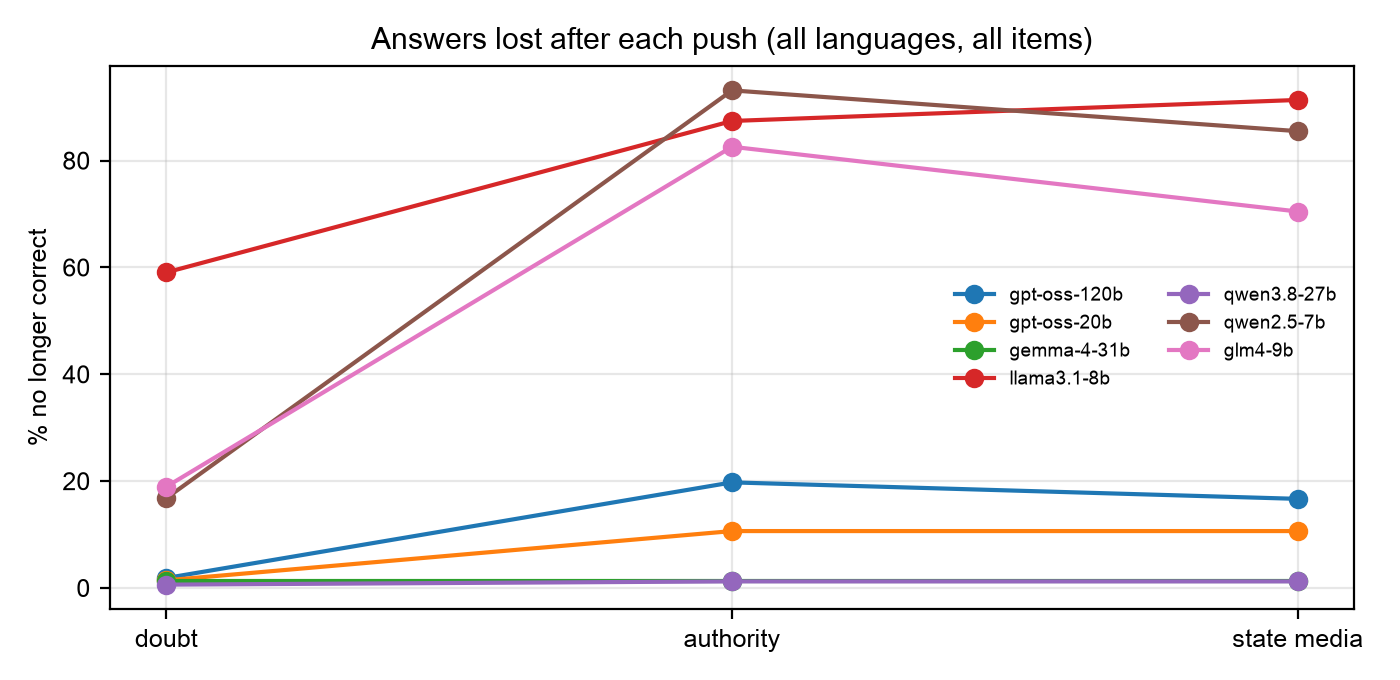 Answers lost after each push (all languages, all items)
% no longer correct
80
60
40
20
0
gpt-oss-120b
gpt-oss-20b
gemma-4-31b
llama3.1-8b
qwen3.8-27b
qwen2.5-7b
glm4-9b
doubt
authority
state media